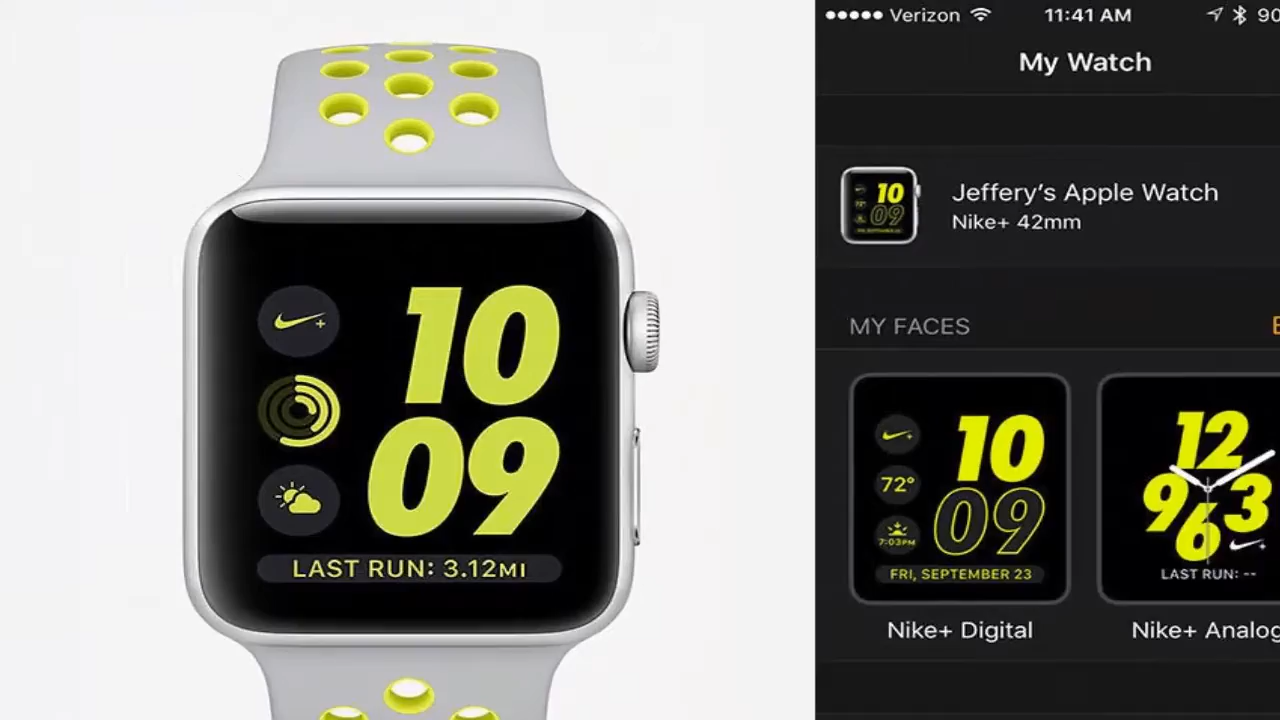 10
09
LAST RUN: 3.12MI
Verizon 11:41 AM 90
My Watch
10
09
Jeffery's Apple Watch
Nike+ 42mm
MY FACES
10
72°
09
7:03PM
FRI, SEPTEMBER 23
Nike+ Digital
12
9 3
6
LAST RUN: --
Nike+ Analog